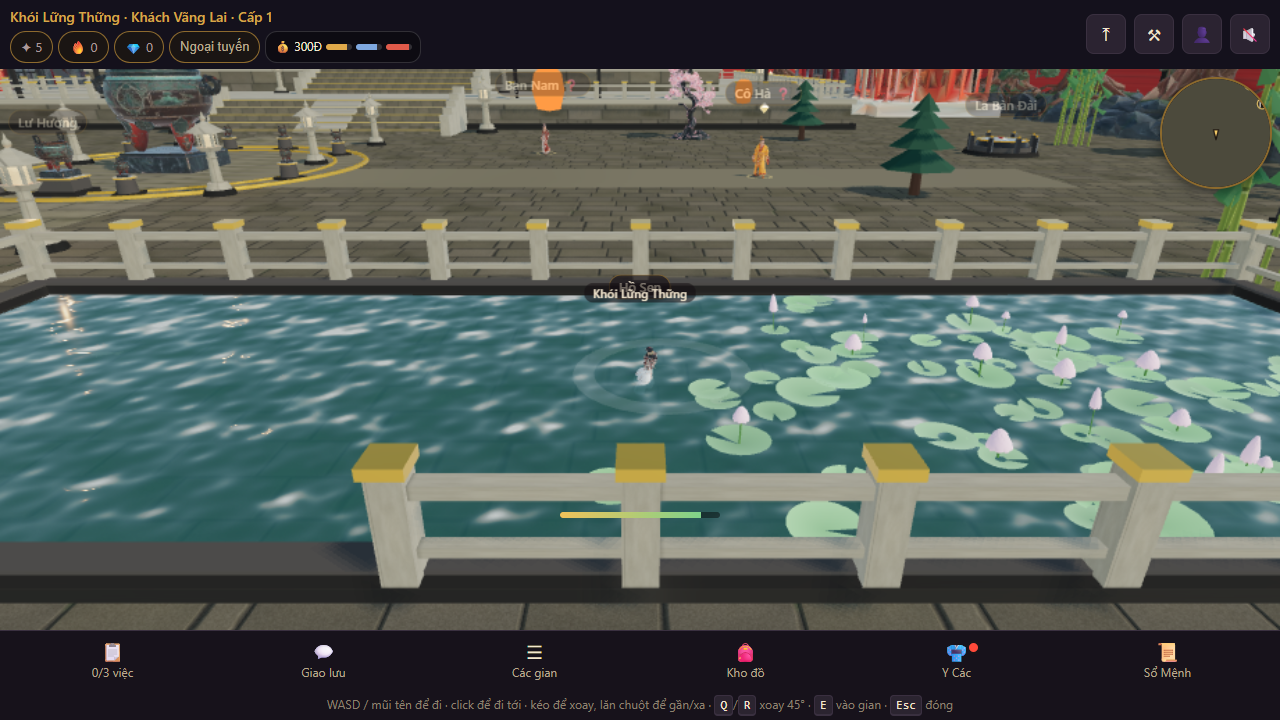 Khói Lững Thững · Khách Vãng Lai · Cấp 1
✦ 5
0
0
Ngoại tuyến
300Đ
Ban Nam ❓
Cô Hà ❓
La Bàn Đài
Lư Hương
Hồ Sen
Khói Lững Thững
0/3 việc
Giao lưu
Các gian
Kho đồ
Y Các
Sổ Mệnh
WASD / mũi tên để đi · click để đi tới · kéo để xoay, lăn chuột để gần/xa · Q / R xoay 45° · E vào gian · Esc đóng